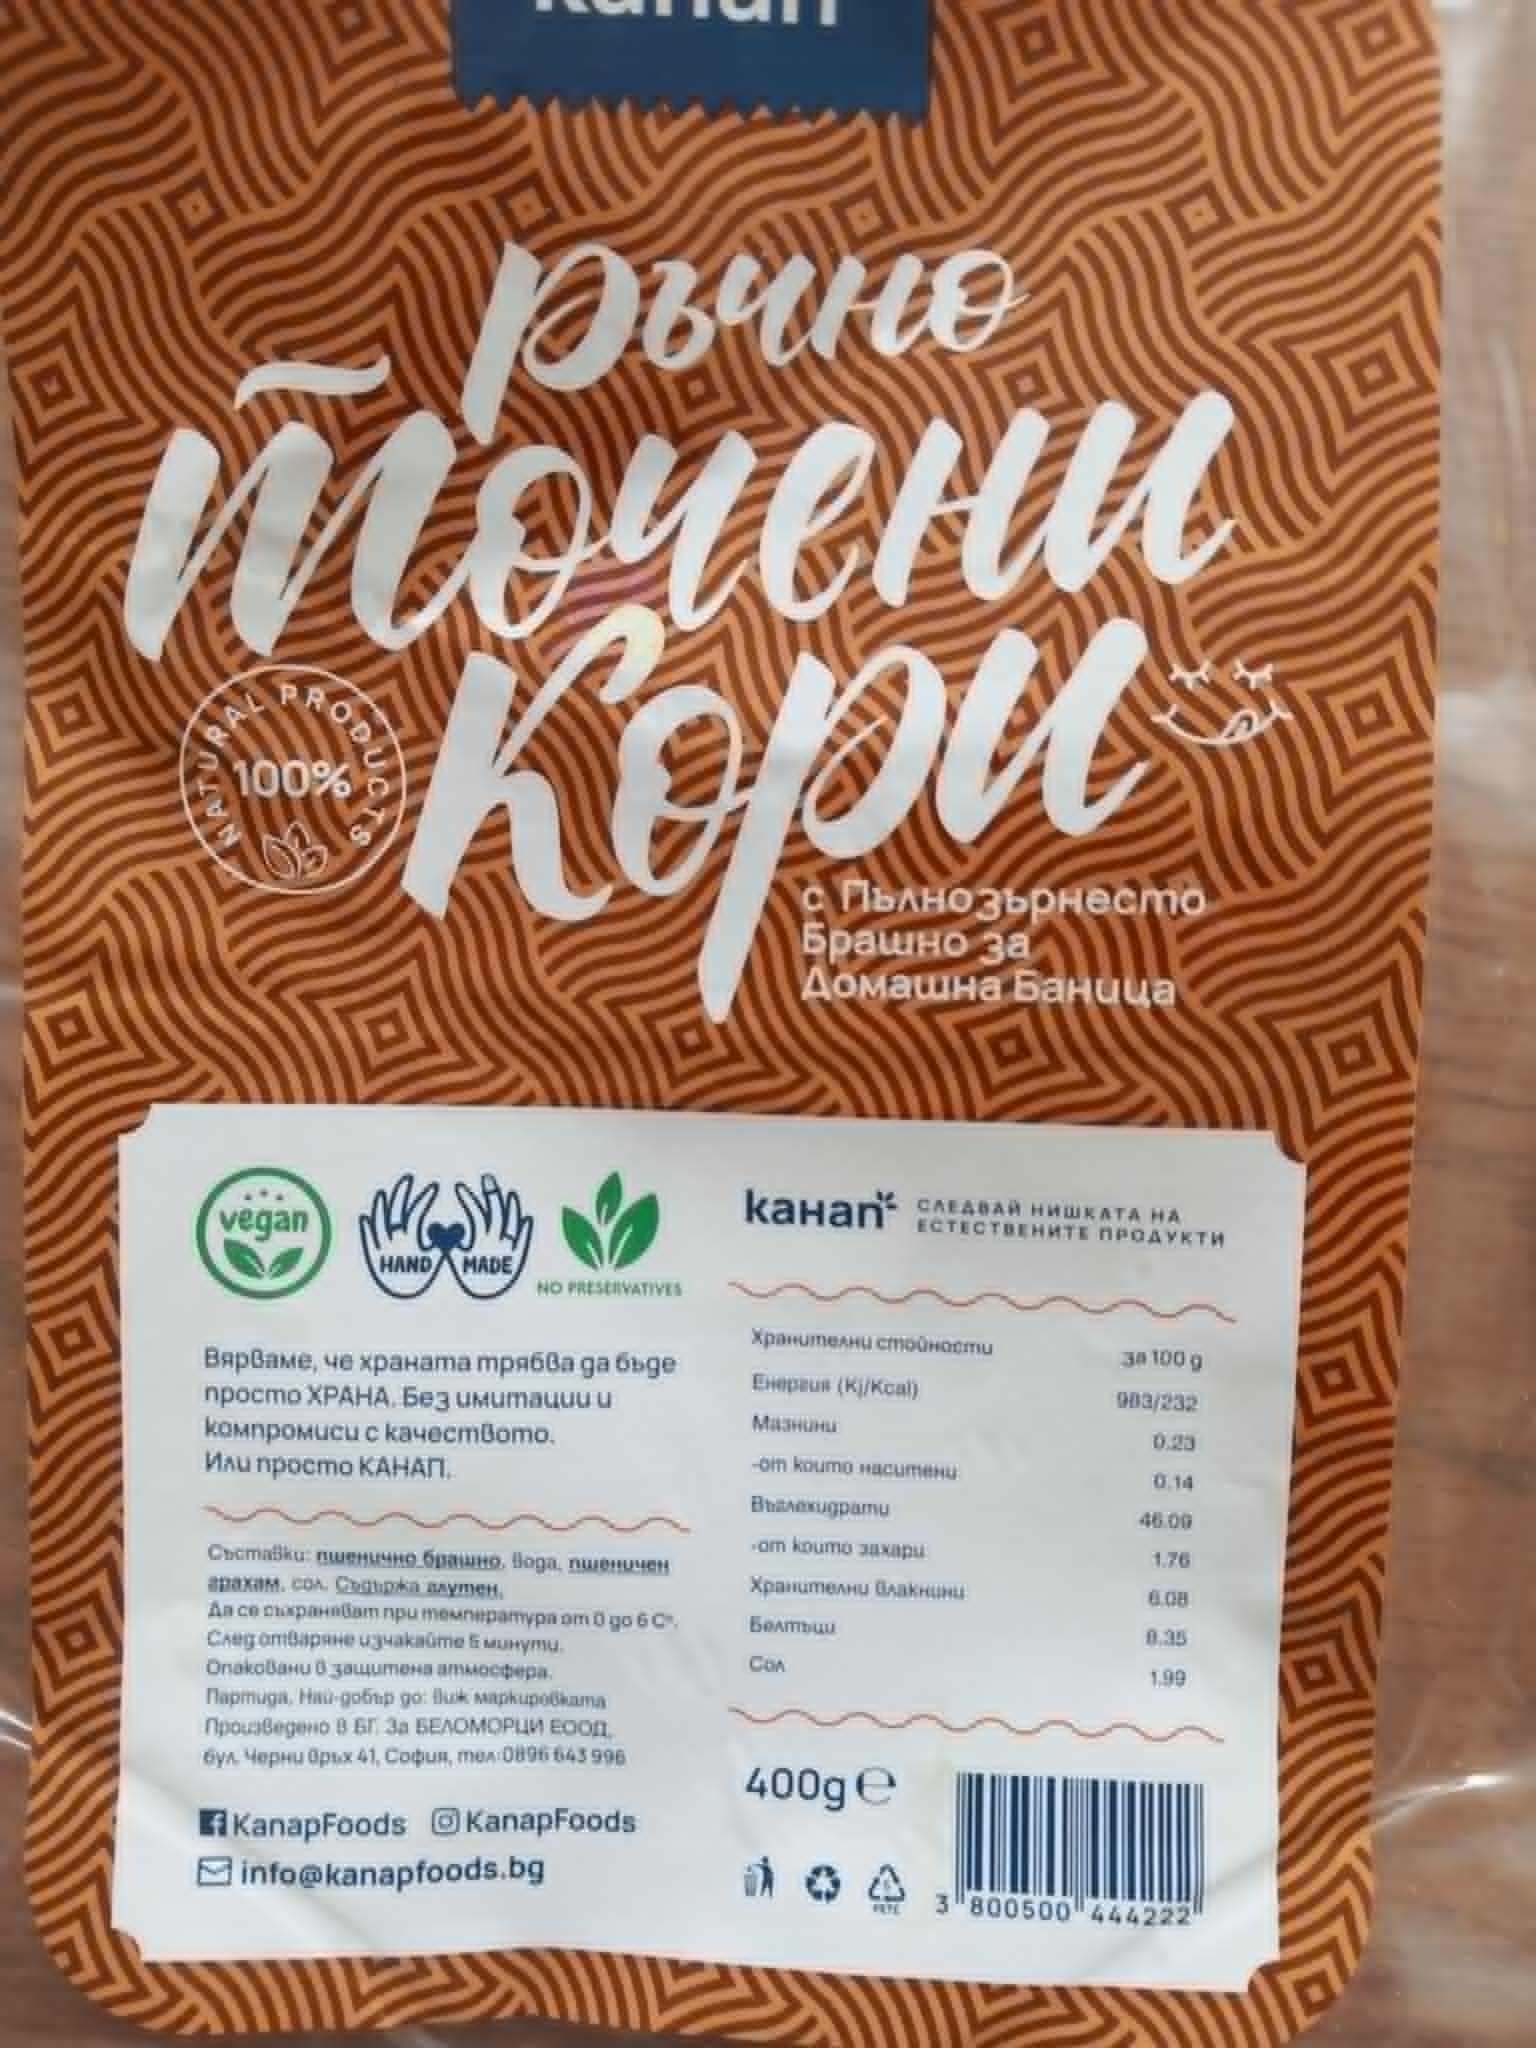 канап
ръчно
точени
кори
NATURAL PRODUCTS
100%
с Пълнозърнесто
Брашно за
Домашна Баница
vegan
HAND MADE
NO PRESERVATIVES
канап
СЛЕДВАЙ НИШКАТА НА
ЕСТЕСТВЕНИТЕ ПРОДУКТИ
Вярваме, че храната трябва да бъде
просто ХРАНА. Без имитации и
компромиси с качеството.
Или просто КАНАП.
Съставки: пшенично брашно, вода, пшеничен
грахам, сол. Съдържа глутен.
Да се съхраняват при температура от 0 до 6 C°.
След отваряне изчакайте 5 минути.
Опаковани в защитена атмосфера.
Партида, Най-добър до: виж маркировката
Произведено в БГ. За БЕЛОМОРЦИ ЕООД,
бул. Черни връх 41, София, тел:0896 643 996
KanapFoods KanapFoods
info@kanapfoods.bg
Хранителни стойности за 100 g
Енергия (Kj/Kcal) 983/232
Мазнини 0.23
-от които наситени 0.14
Въглехидрати 46.09
-от които захари 1.76
Хранителни влакнини 6.08
Белтъци 8.35
Сол 1.99
400g e
3 800500 444222